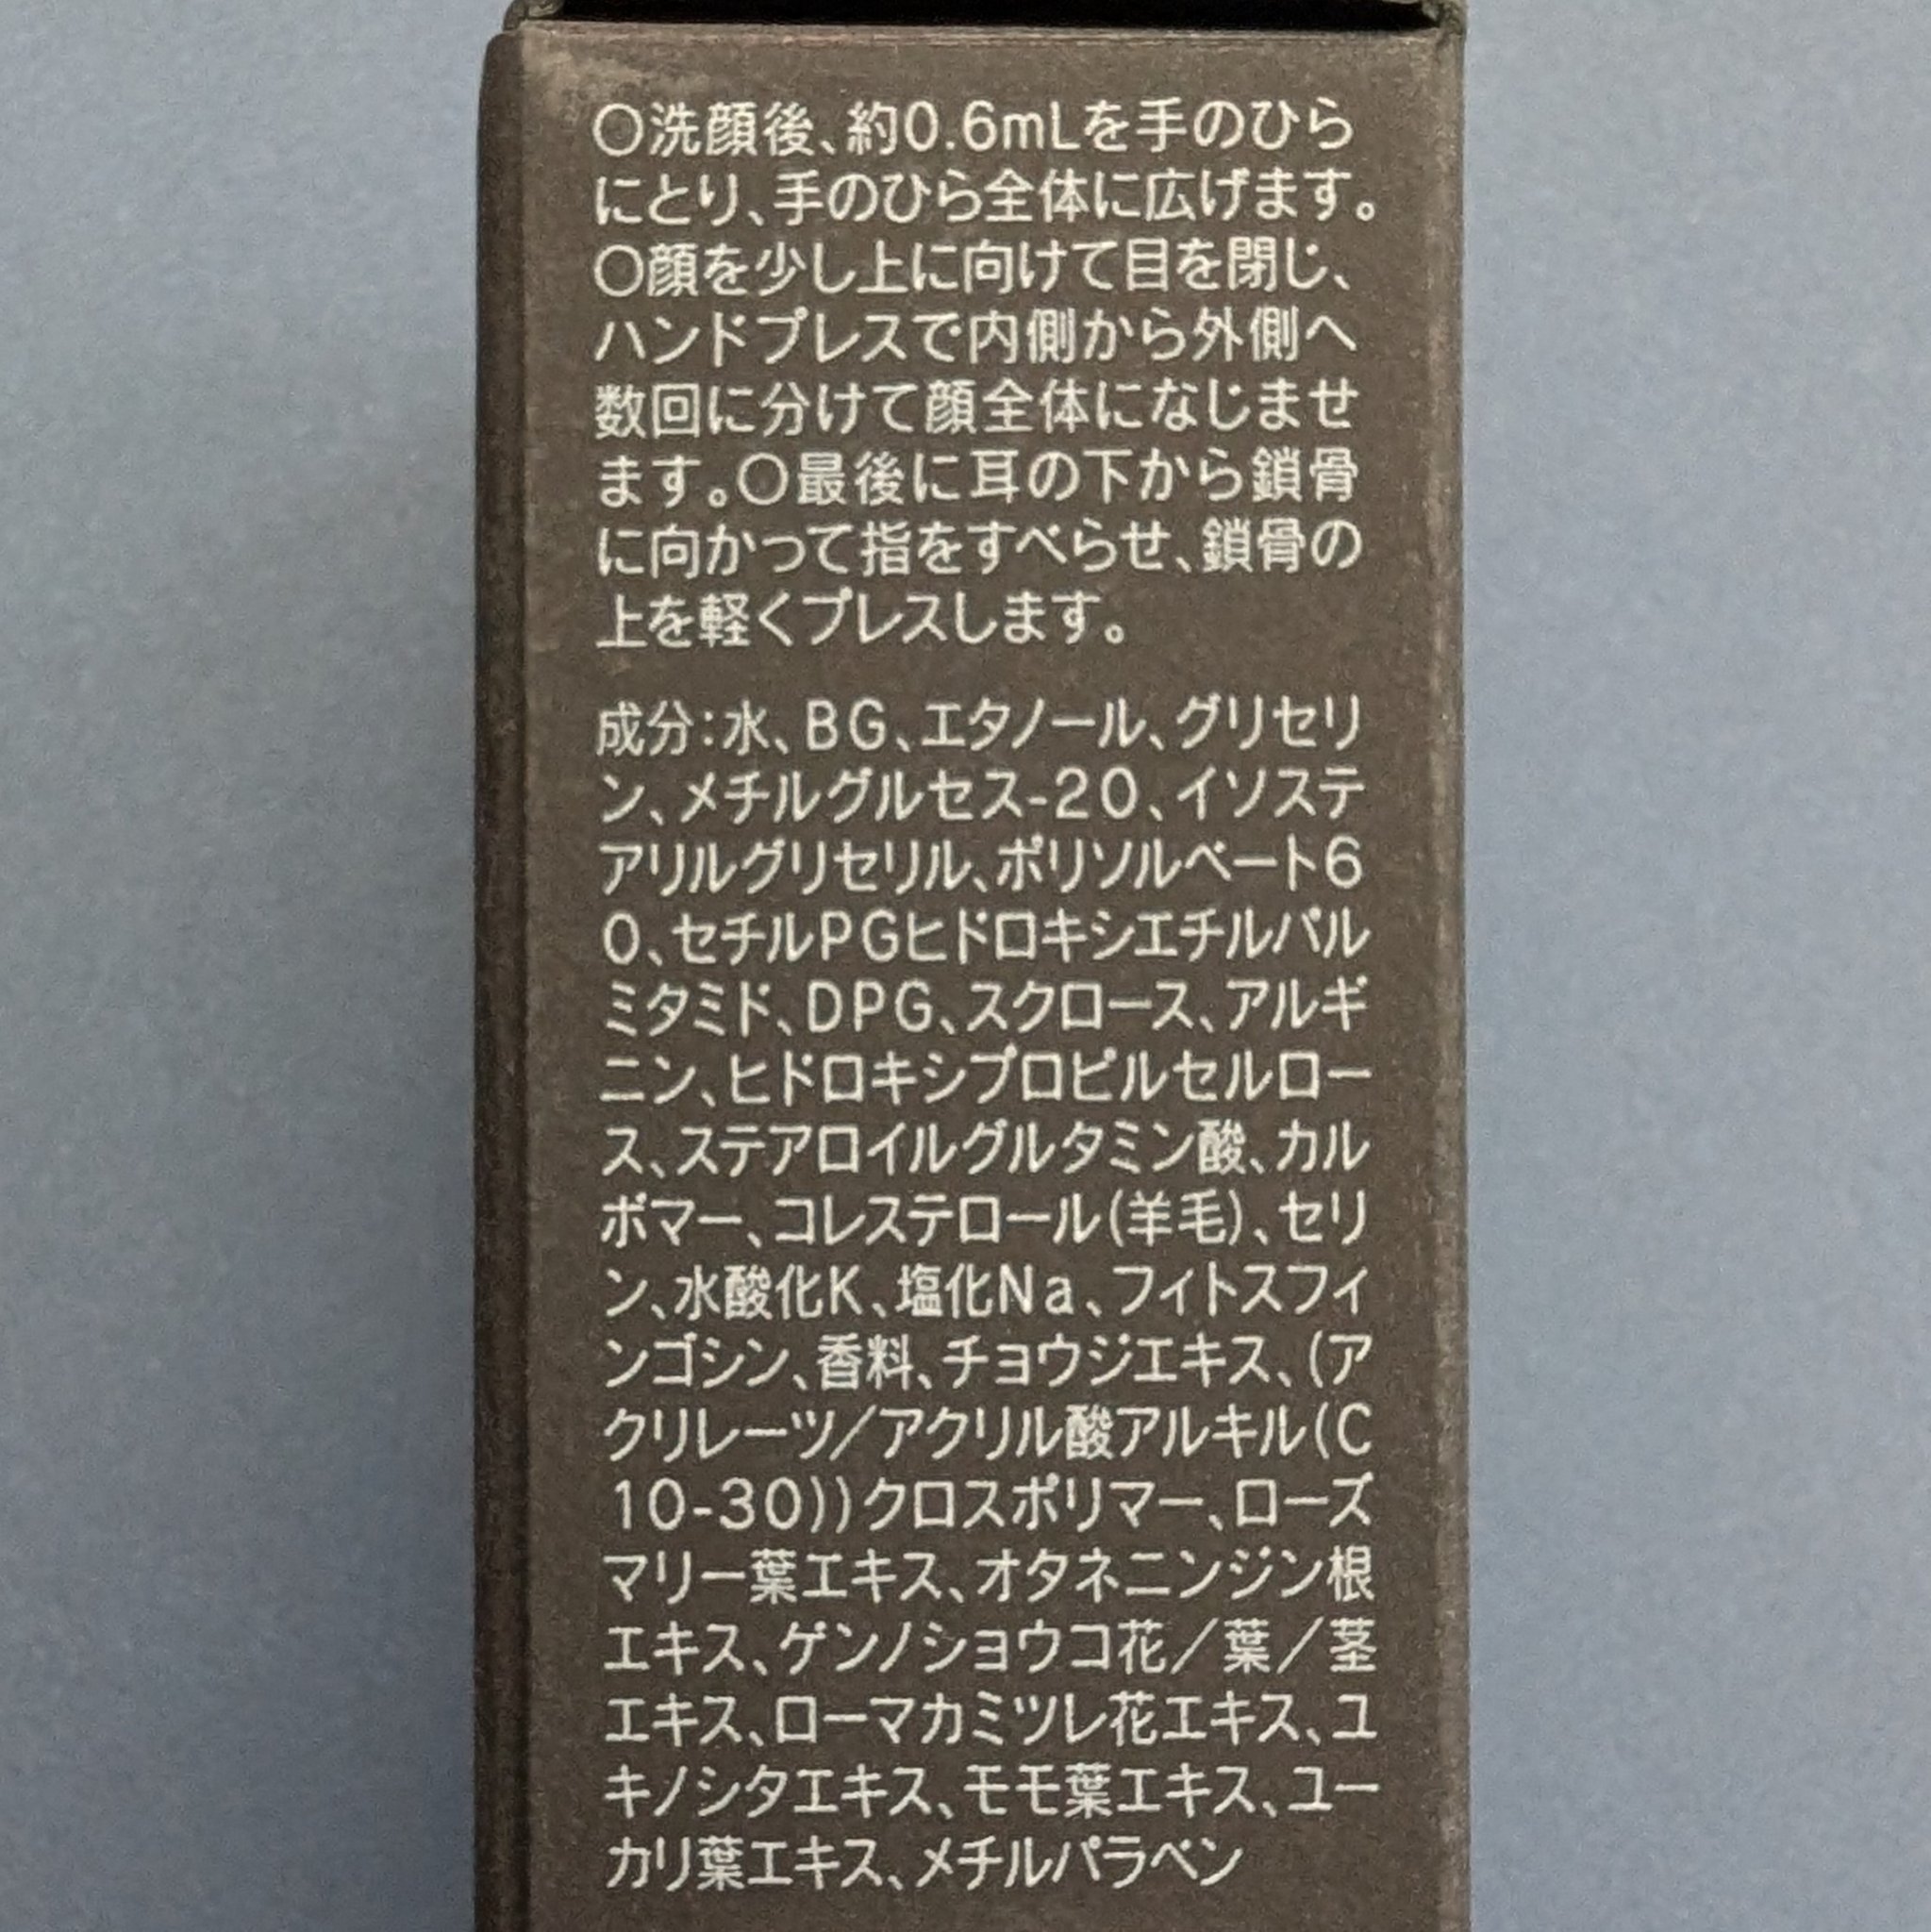 〇洗顔後、約0.6mLを手のひら
にとり、手のひら全体に広げます。
〇顔を少し上に向けて目を閉じ、
ハンドプレスで内側から外側へ
数回に分けて顔全体になじませ
ます。〇最後に耳の下から鎖骨
に向かって指をすべらせ、鎖骨の
上を軽くプレスします。
成分：水、BG、エタノール、グリセリ
ン、メチルグルセス-20、イソステ
アリルグリセリル、ポリソルベート6
0、セチルPGヒドロキシエチルパル
ミタミド、DPG、スクロース、アルギ
ニン、ヒドロキシプロピルセルロー
ス、ステアロイルグルタミン酸、カル
ボマー、コレステロール(羊毛)、セリ
ン、水酸化K、塩化Na、フィトスフィ
ンゴシン、香料、チョウジエキス、(ア
クリレーツ/アクリル酸アルキル(C
10-30))クロスポリマー、ローズ
マリー葉エキス、オタネニンジン根
エキス、ゲンノショウコ花／葉／茎
エキス、ローマカミツレ花エキス、ユ
キノシタエキス、モモ葉エキス、ユー
カリ葉エキス、メチルパラベン